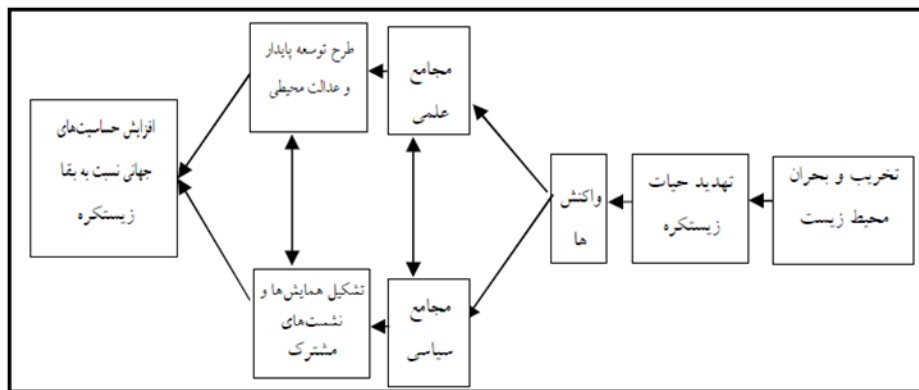 تخریب و بحران
محیط زیست
تهدید حیات
زیستکره
واکنش
ها
مجامع
علمی
طرح توسعه پایدار
و عدالت محیطی
مجامع
سیاسی
تشکیل همایش‌ها و
نشست‌های
مشترک
افزایش حساسیت‌های
جهانی نسبت به بقا
زیستکره